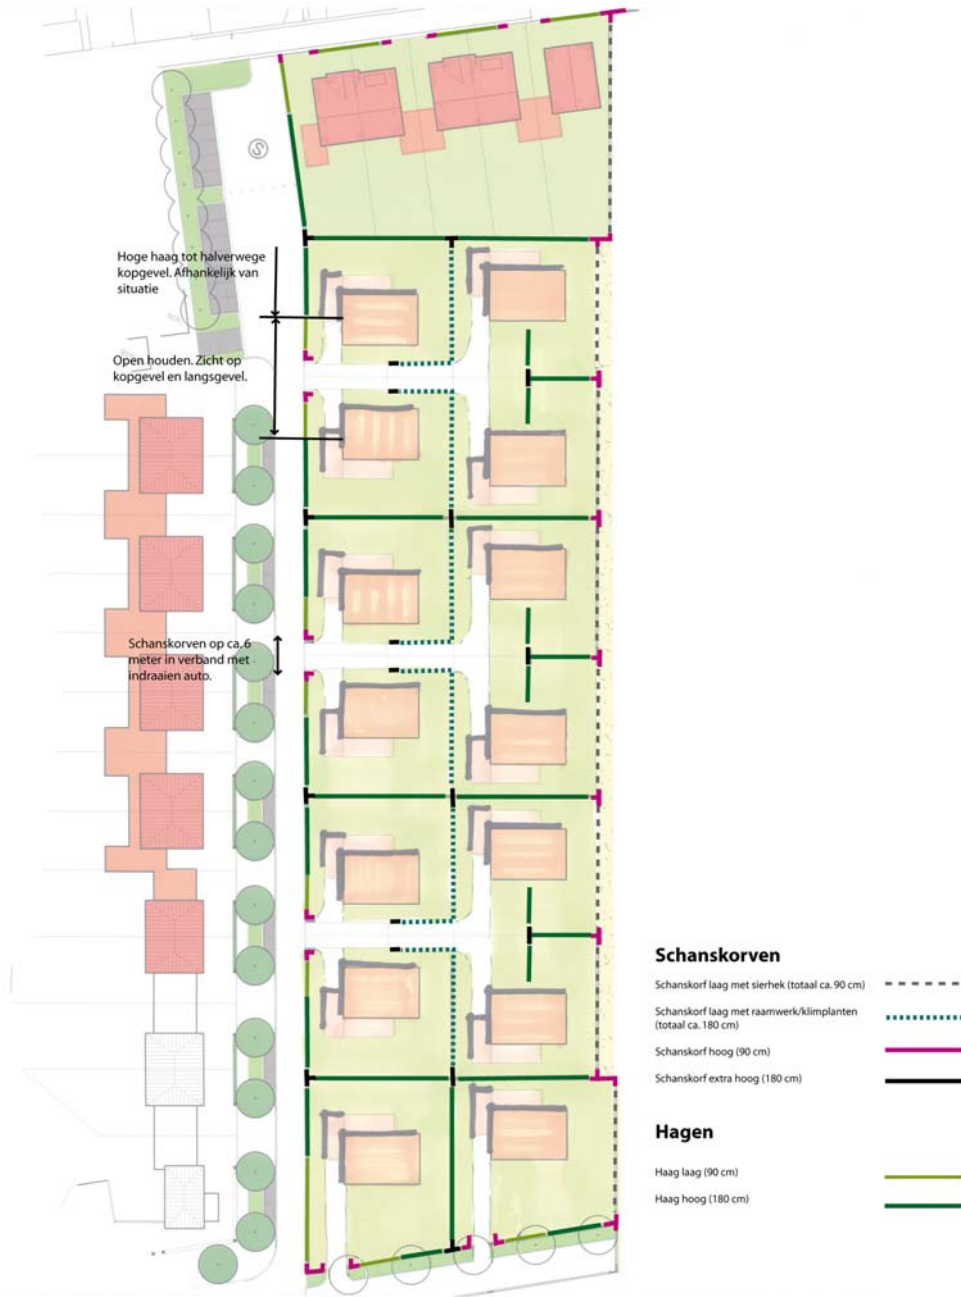 S
Hoge haag tot halverwege
kopgevel. Afhankelijk van
situatie
Open houden. Zicht op
kopgevel en langsgevel.
Schanskorven op ca. 6
meter in verband met
indraaien auto.
Schanskorven
Schanskorf laag met sierhek (totaal ca. 90 cm)
Schanskorf laag met raamwerk/klimplanten
(totaal ca. 180 cm)
Schanskorf hoog (90 cm)
Schanskorf extra hoog (180 cm)
Hagen
Haag laag (90 cm)
Haag hoog (180 cm)